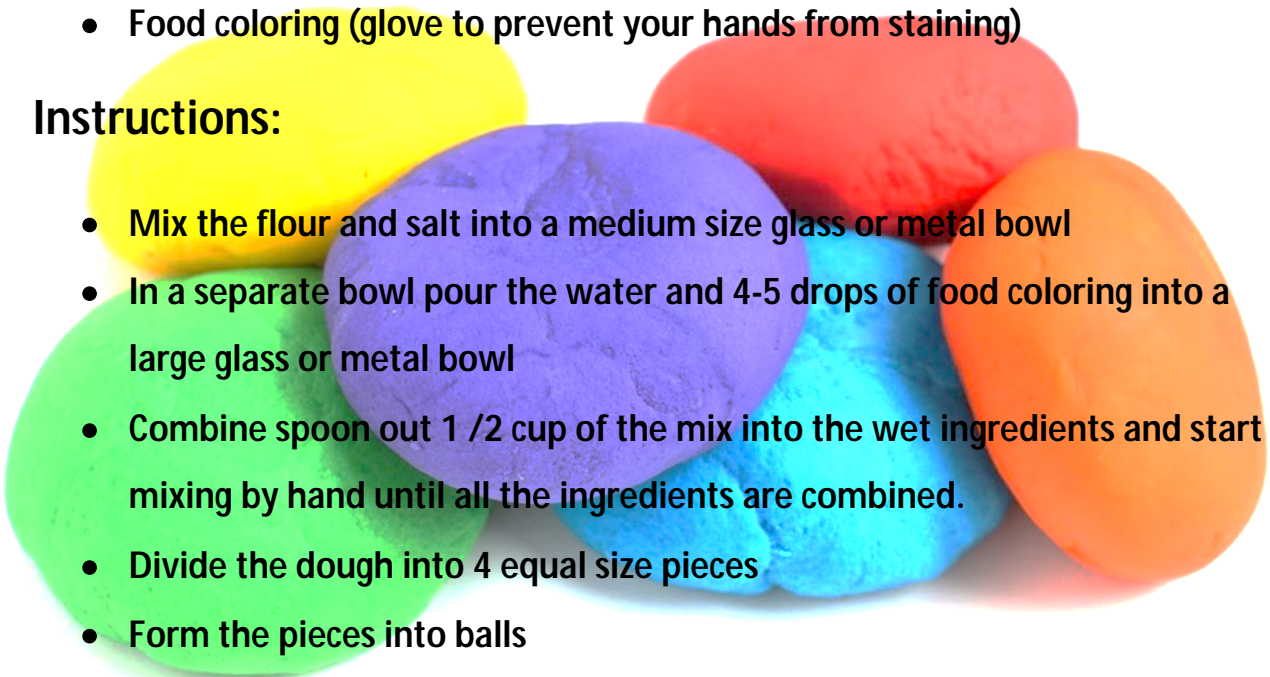 • Food coloring (glove to prevent your hands from staining)
Instructions:
• Mix the flour and salt into a medium size glass or metal bowl
• In a separate bowl pour the water and 4-5 drops of food coloring into a
large glass or metal bowl
• Combine spoon out 1 /2 cup of the mix into the wet ingredients and start
mixing by hand until all the ingredients are combined.
• Divide the dough into 4 equal size pieces
• Form the pieces into balls